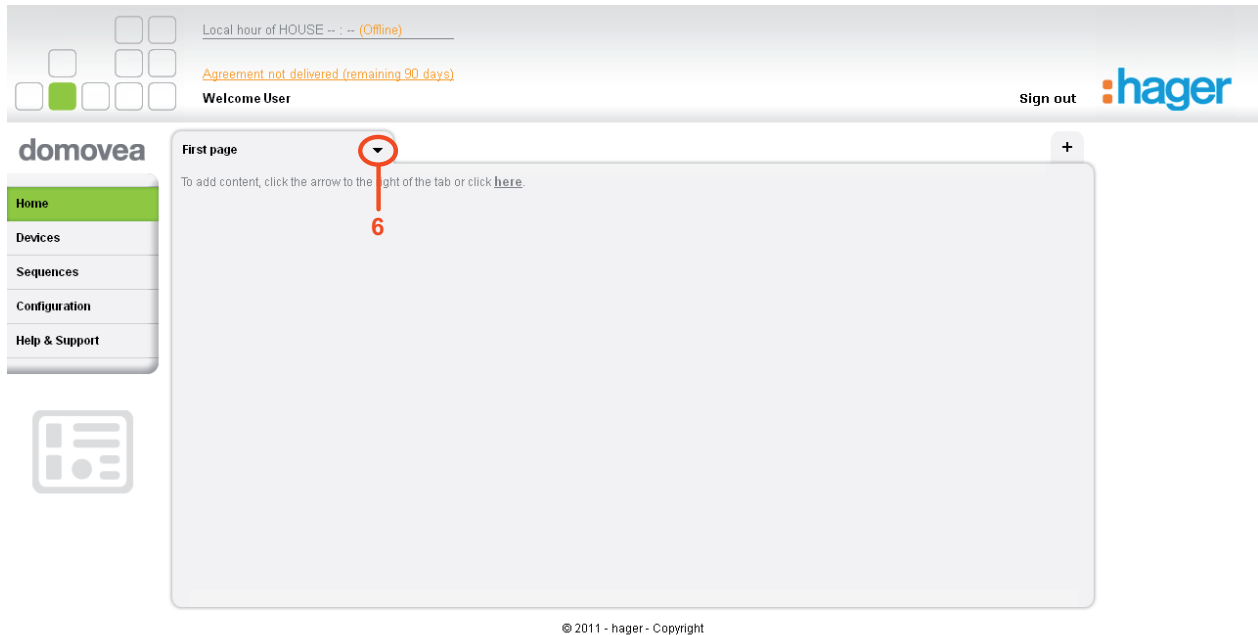 Local hour of HOUSE -- : -- (Offline)
Agreement not delivered (remaining 90 days)
Welcome User
Sign out
:hager
domovea
First page
+
To add content, click the arrow to the right of the tab or click here.
6
Home
Devices
Sequences
Configuration
Help & Support
© 2011 - hager - Copyright